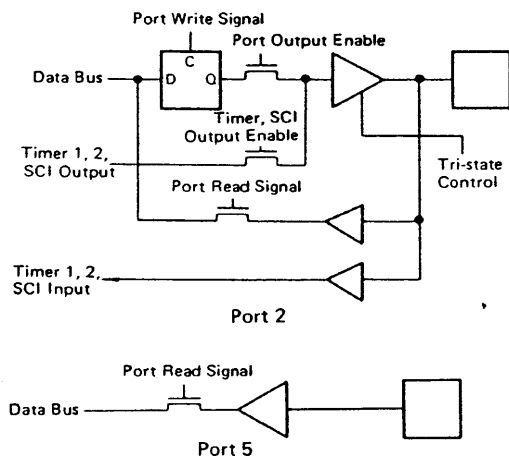 Port Write Signal
C
Port Output Enable
Data Bus
D
Q
Timer, SCI
Output Enable
Timer 1, 2,
SCI Output
Tri-state
Control
Port Read Signal
Timer 1, 2,
SCI Input
Port 2
Port Read Signal
Data Bus
Port 5